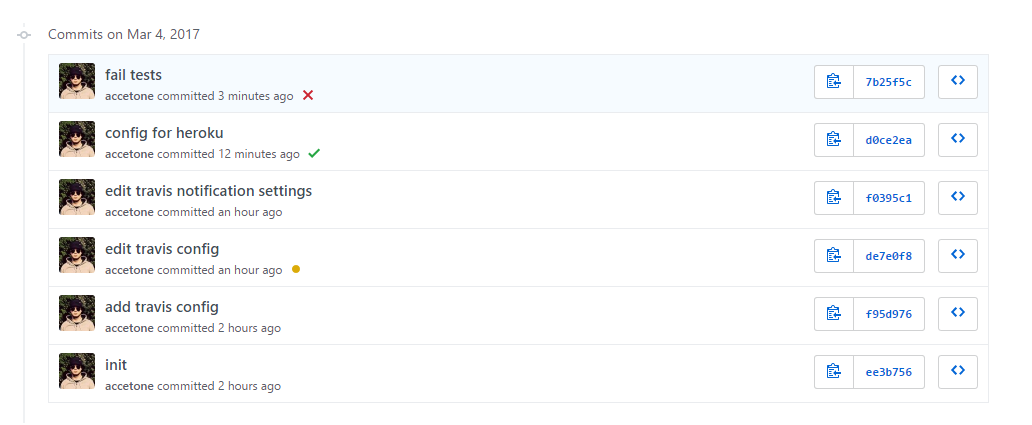 Commits on Mar 4, 2017
fail tests
accetone committed 3 minutes ago
7b25f5c
config for heroku
accetone committed 12 minutes ago
d0ce2ea
edit travis notification settings
accetone committed an hour ago
f0395c1
edit travis config
accetone committed an hour ago
de7e0f8
add travis config
accetone committed 2 hours ago
f95d976
init
accetone committed 2 hours ago
ee3b756